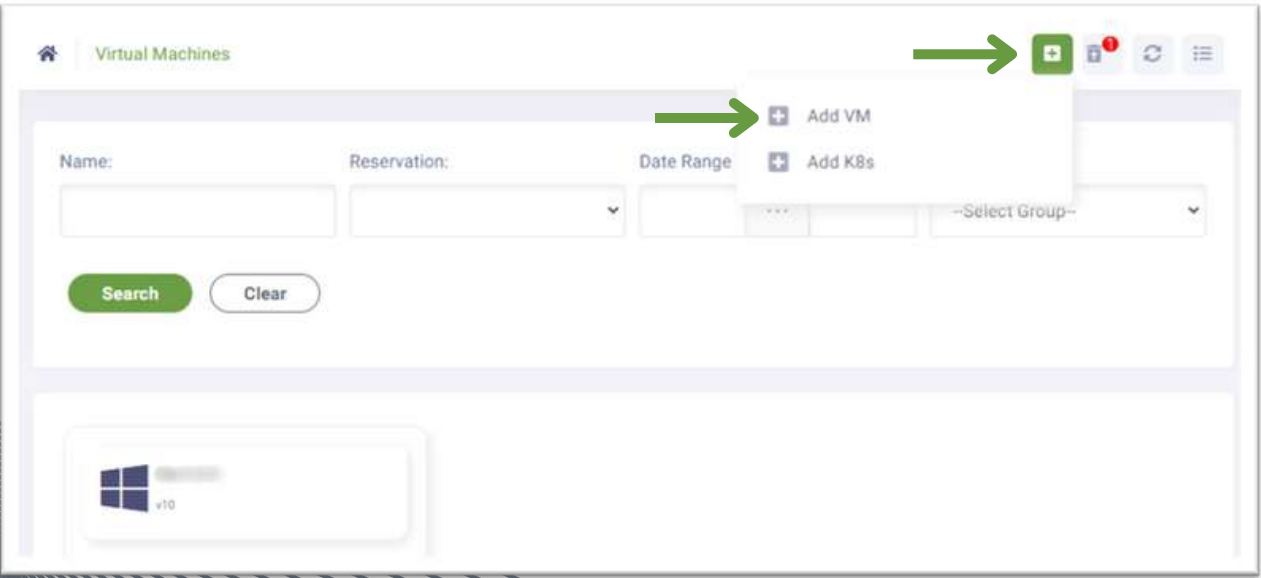 Virtual Machines
1
Add VM
Add K8s
Name:
Reservation:
Date Range
--Select Group--
Search
Clear
v10